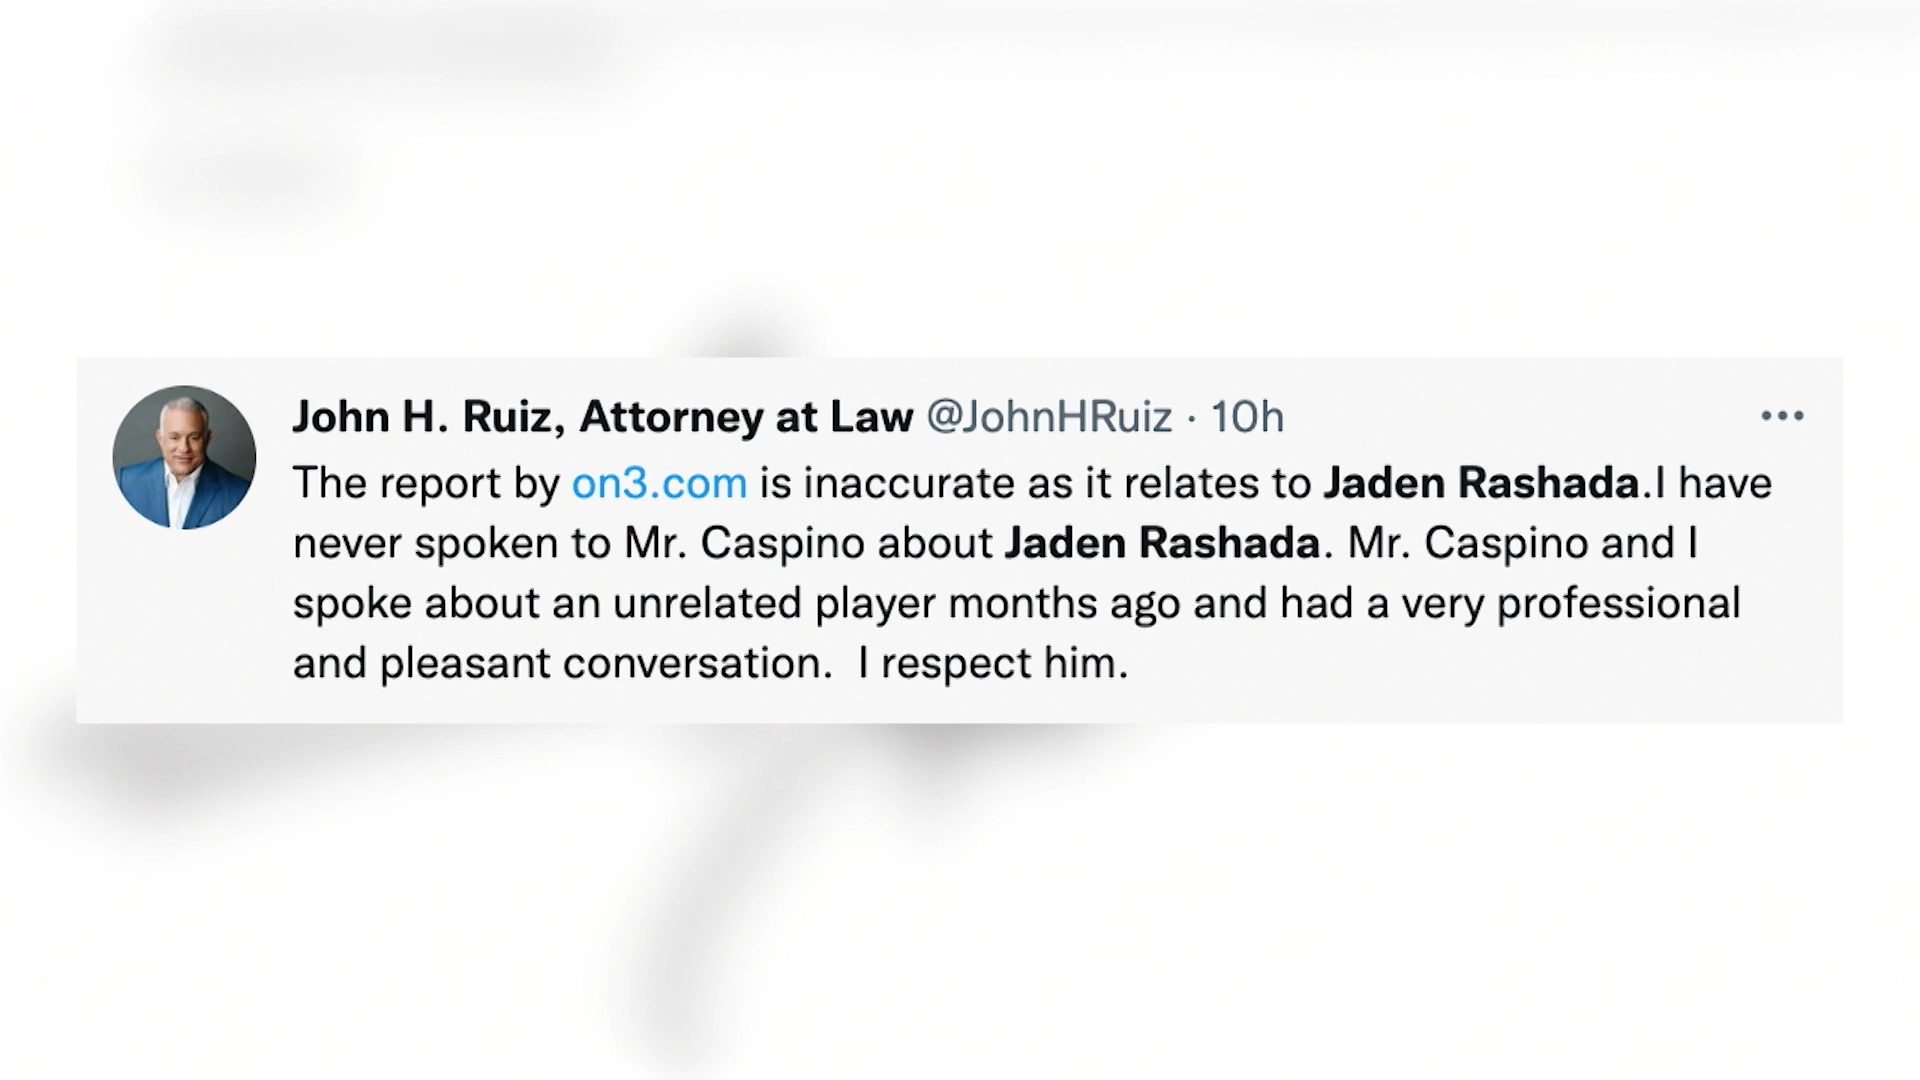 John H. Ruiz, Attorney at Law @JohnHRuiz · 10h
The report by on3.com is inaccurate as it relates to Jaden Rashada.I have
never spoken to Mr. Caspino about Jaden Rashada. Mr. Caspino and I
spoke about an unrelated player months ago and had a very professional
and pleasant conversation.  I respect him.